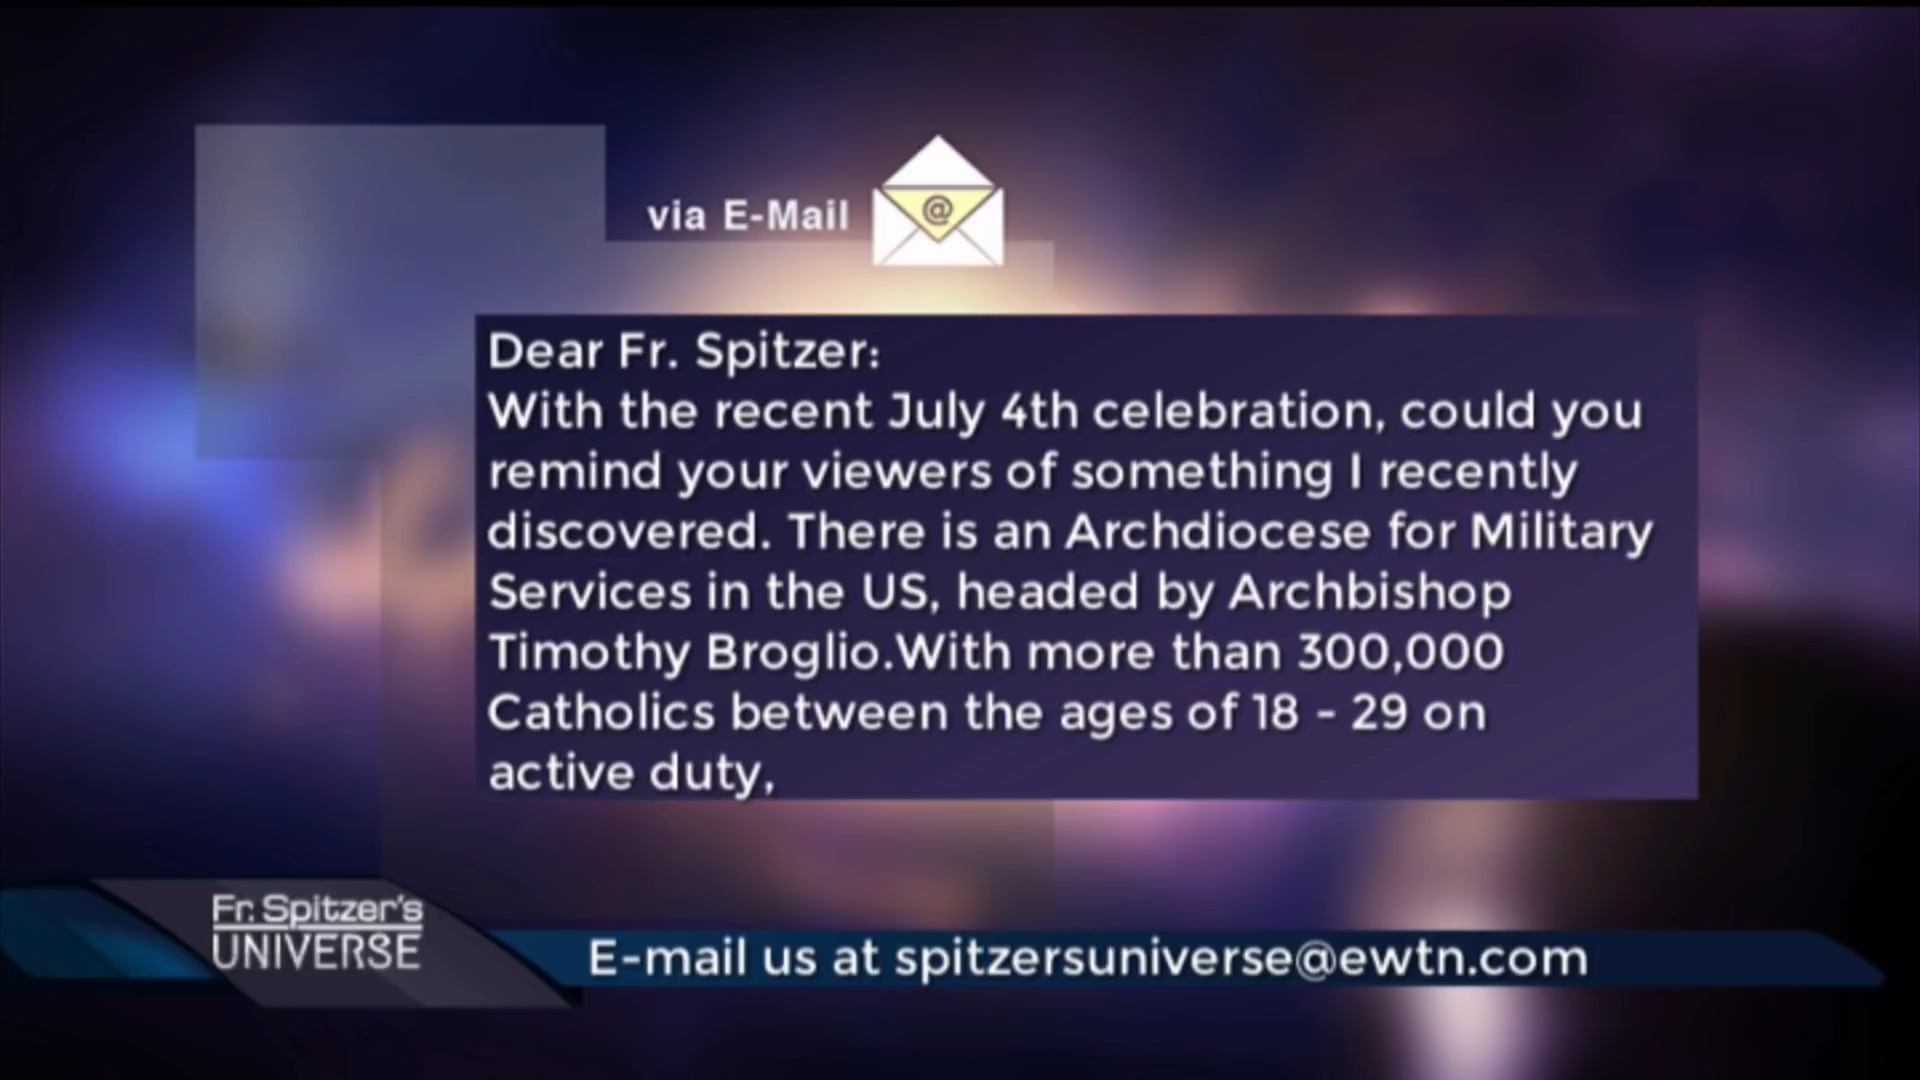 via E-Mail
@
Dear Fr. Spitzer:
With the recent July 4th celebration, could you
remind your viewers of something I recently
discovered. There is an Archdiocese for Military
Services in the US, headed by Archbishop
Timothy Broglio.With more than 300,000
Catholics between the ages of 18 - 29 on
active duty,
Fr. Spitzer's
UNIVERSE
E-mail us at spitzersuniverse@ewtn.com